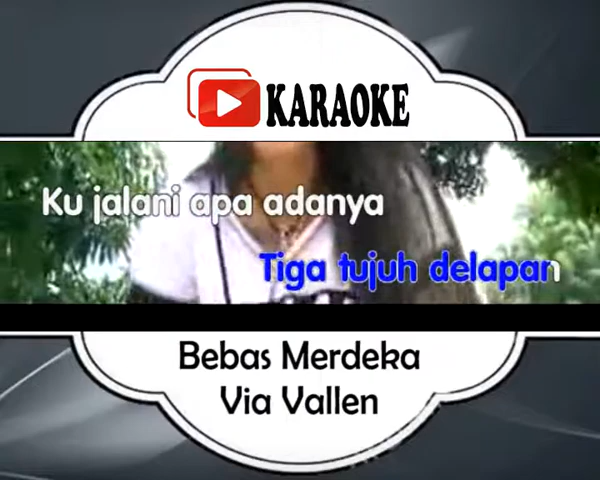 KARAOKE
Ku jalani apa adanya
Tiga tujuh delapan
Bebas Merdeka
Via Vallen